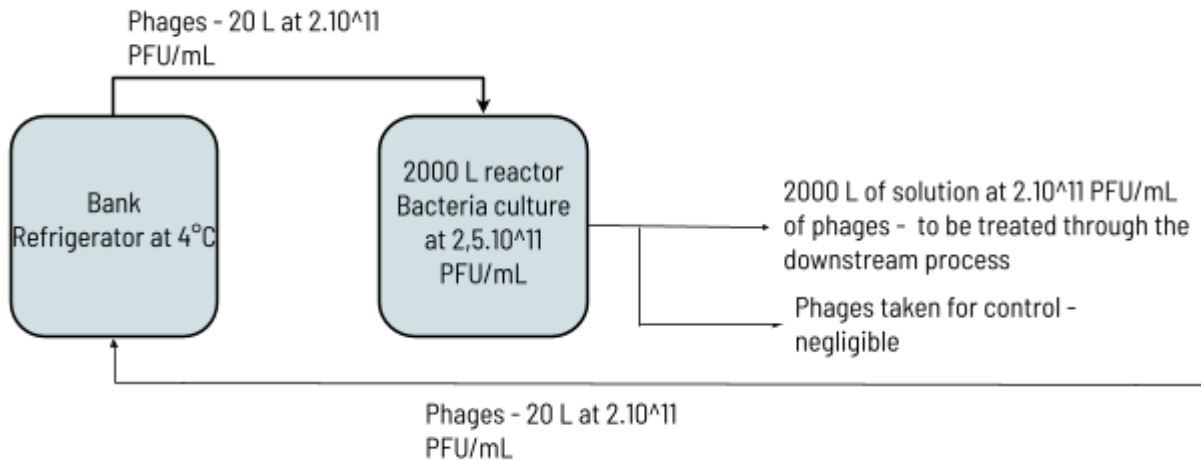 Phages - 20 L at 2.10^11
PFU/mL
Bank
Refrigerator at 4°C
2000 L reactor
Bacteria culture
at 2,5.10^11
PFU/mL
2000 L of solution at 2.10^11 PFU/mL
of phages - to be treated through the
downstream process
Phages taken for control -
negligible
Phages - 20 L at 2.10^11
PFU/mL